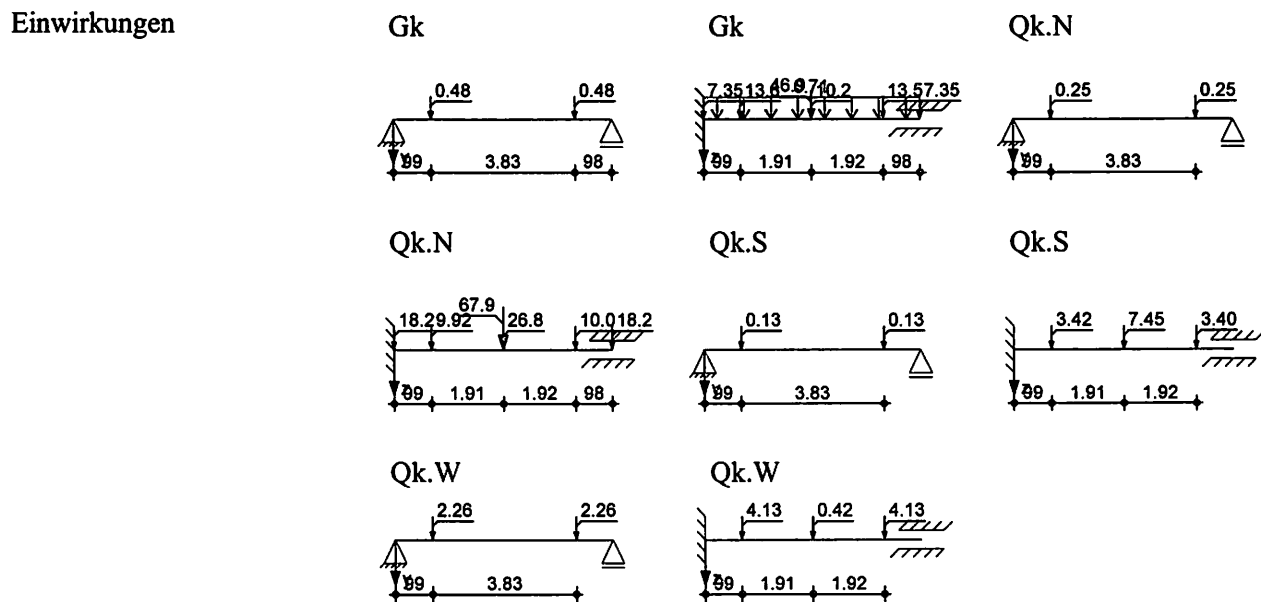 Einwirkungen Gk Gk Qk.N
0.48 0.48
7.35 13.6 10.2 13.5 7.35
0.25 0.25
Y 99 3.83 98
99 1.91 1.92 98
99 3.83
Qk.N Qk.S Qk.S
67.9
18.2 9.92 26.8 10.0 18.2
0.13 0.13
3.42 7.45 3.40
Z 99 1.91 1.92 98
99 3.83
99 1.91 1.92
Qk.W Qk.W
2.26 2.26
4.13 0.42 4.13
Y 99 3.83
Z 99 1.91 1.92